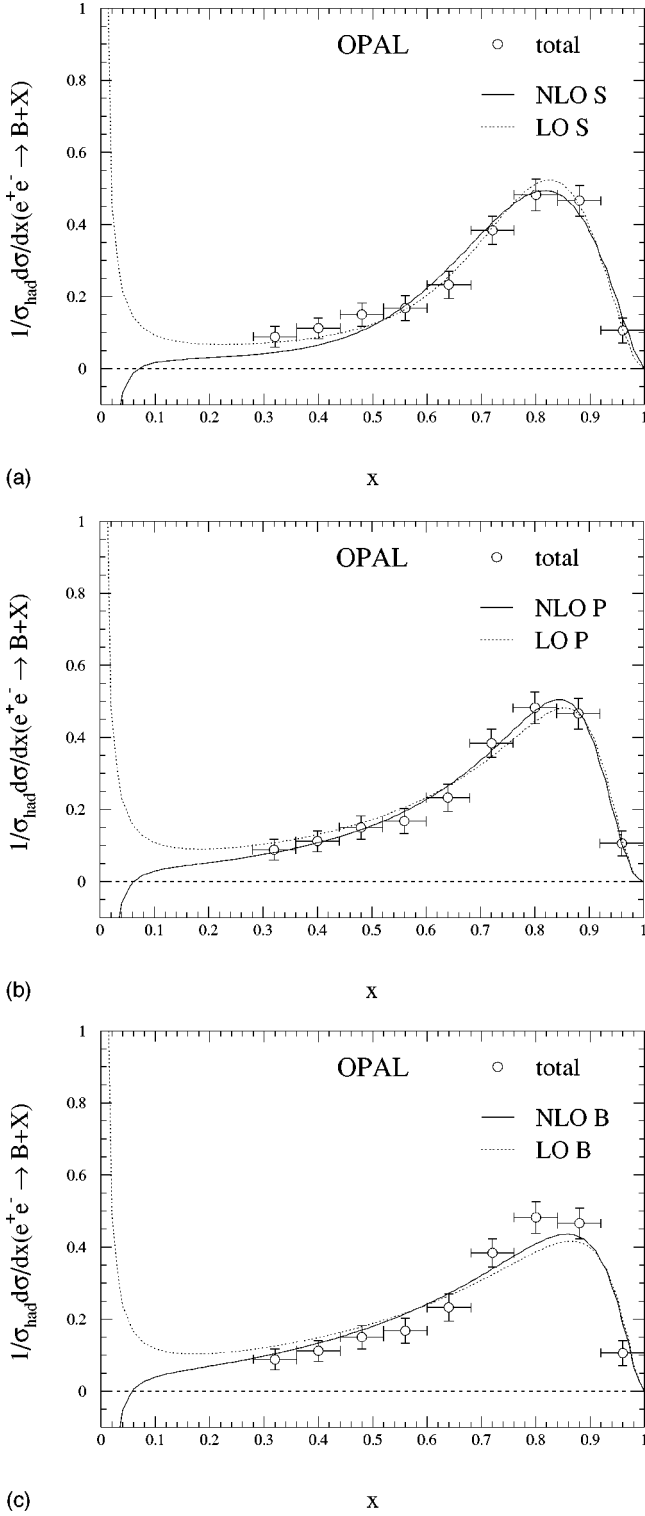 1
0.8
0.6
0.4
0.2
0
0 0.1 0.2 0.3 0.4 0.5 0.6 0.7 0.8 0.9 1
1/σ_had dσ/dx(e⁺e⁻ → B+X)
OPAL
total
NLO S
LO S
x
(a)
1
0.8
0.6
0.4
0.2
0
0 0.1 0.2 0.3 0.4 0.5 0.6 0.7 0.8 0.9 1
1/σ_had dσ/dx(e⁺e⁻ → B+X)
OPAL
total
NLO P
LO P
x
(b)
1
0.8
0.6
0.4
0.2
0
0 0.1 0.2 0.3 0.4 0.5 0.6 0.7 0.8 0.9 1
1/σ_had dσ/dx(e⁺e⁻ → B+X)
OPAL
total
NLO B
LO B
x
(c)